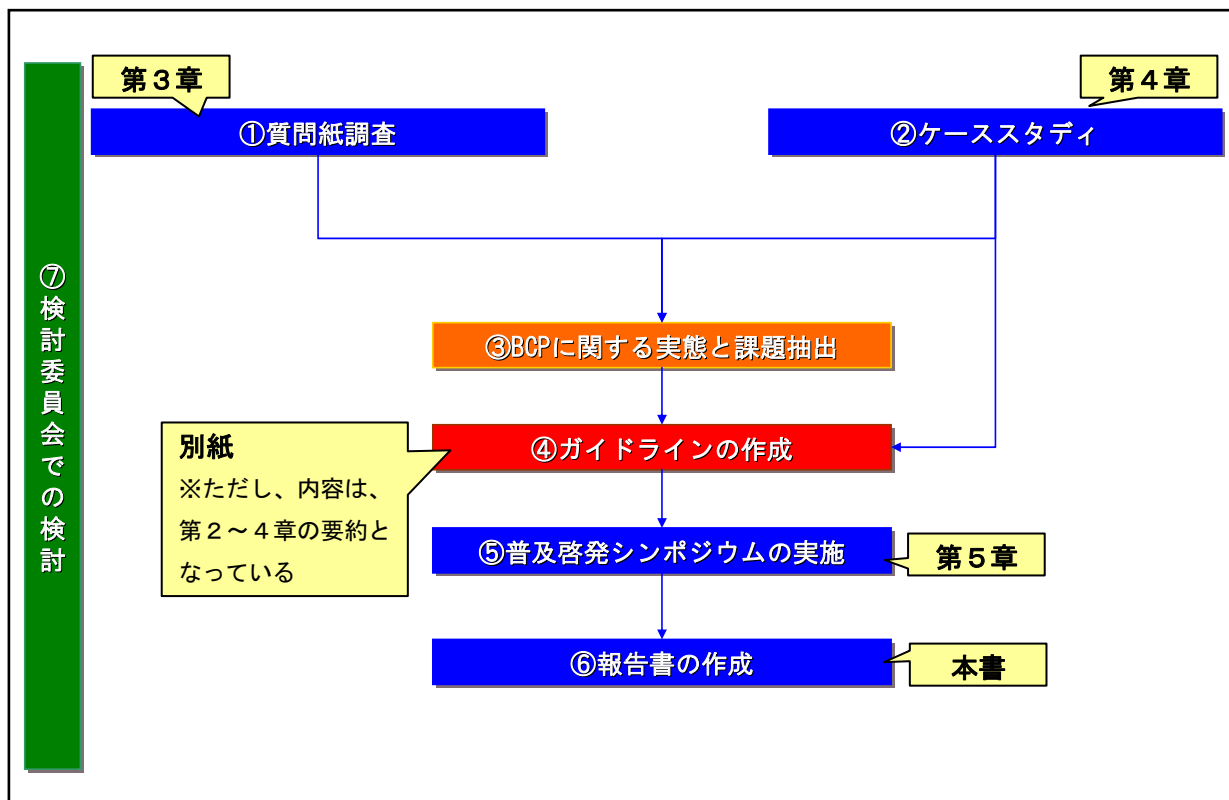 第３章
第４章
①質問紙調査
②ケーススタディ
⑦検討委員会での検討
③BCPに関する実態と課題抽出
別紙
※ただし、内容は、
第２～４章の要約と
なっている
④ガイドラインの作成
⑤普及啓発シンポジウムの実施
第５章
⑥報告書の作成
本書